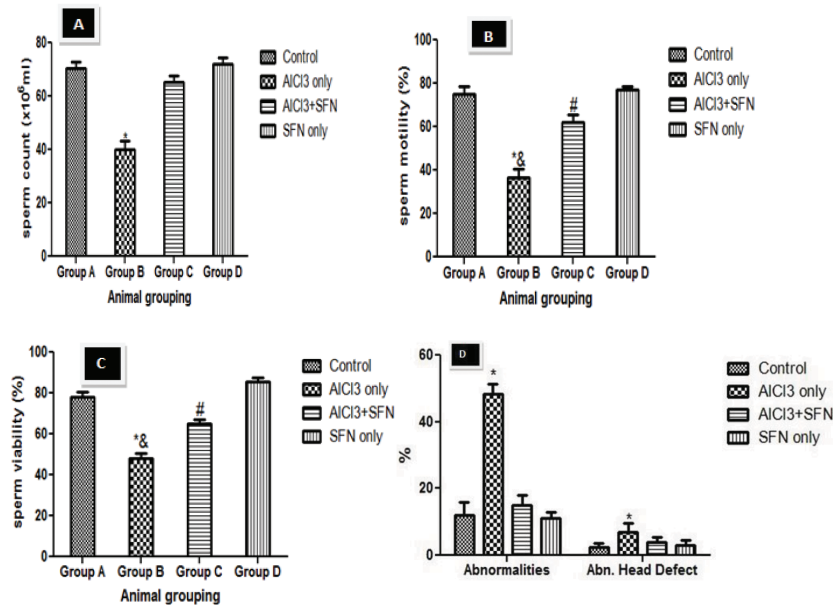 A
sperm count (x10⁶ml)
80
60
40
20
0
*
Group A Group B Group C Group D
Animal grouping
Control
AlCl3 only
AlCl3+SFN
SFN only
B
sperm motility (%)
100
80
60
40
20
0
*&
#
Group A Group B Group C Group D
Animal grouping
Control
AlCl3 only
AlCl3+SFN
SFN only
C
sperm viability (%)
100
80
60
40
20
0
*&
#
Group A Group B Group C Group D
Animal grouping
Control
AlCl3 only
AlCl3+SFN
SFN only
D
%
60
40
20
0
*
*
Abnormalities Abn. Head Defect
Control
AlCl3 only
AlCl3+SFN
SFN only